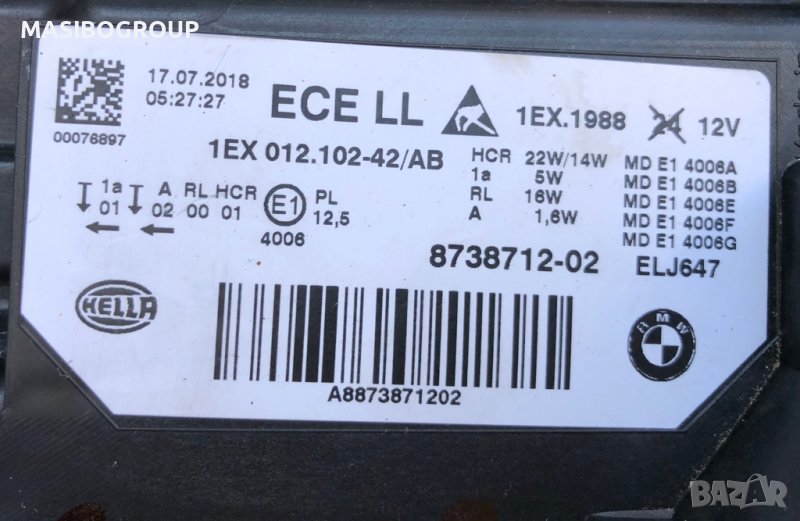 MASIBOGROUP
17.07.2018
05:27:27
00076897
ECE LL
1EX.1988
24 12V
1EX 012.102-42/AB
HCR 22W/14W MD E1 4006A
1a 5W MD E1 4006B
RL 16W MD E1 4006E
A 1,6W MD E1 4006F
MD E1 4006G
1a A RL HCR
01 02 00 01
E1
PL
12,5
4006
8738712-02 ELJ647
HELLA
BMW
A8873871202
BAZAR